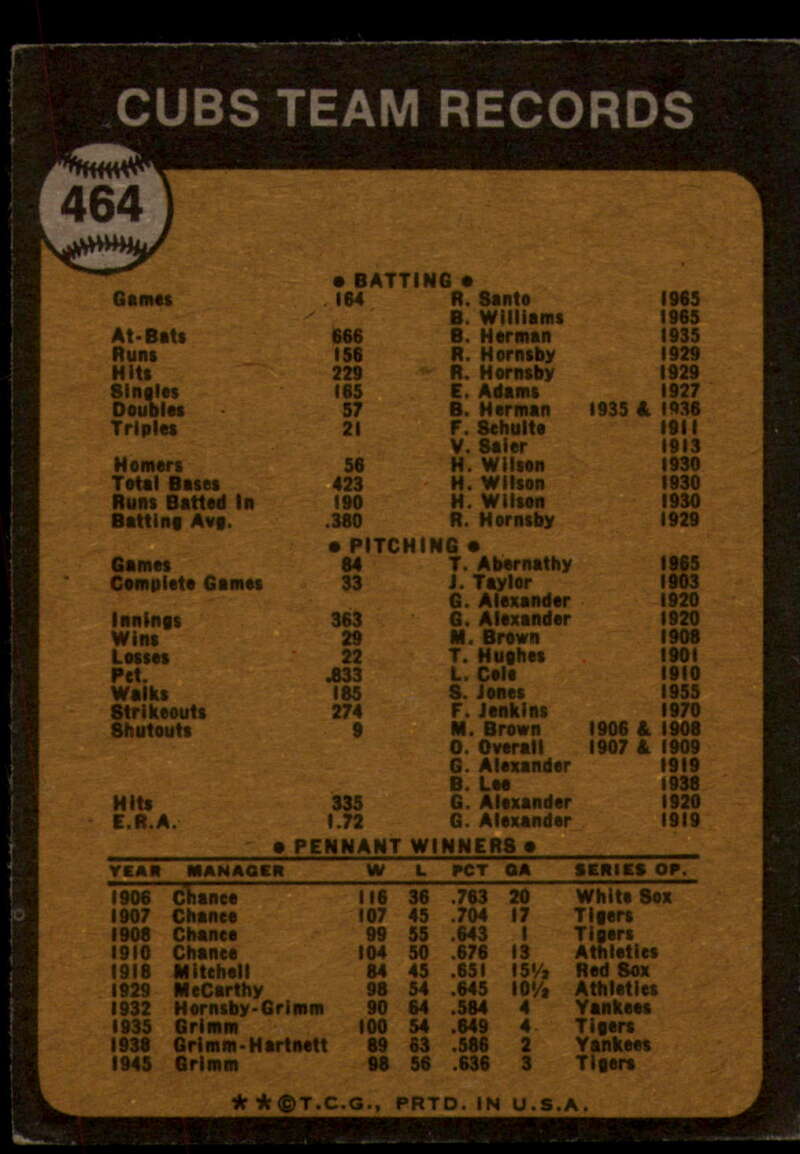 CUBS TEAM RECORDS
464
• BATTING •
Games 164 R. Santo 1965
B. Williams 1965
At-Bats 666 B. Herman 1935
Runs 156 R. Hornsby 1929
Hits 229 R. Hornsby 1929
Singles 165 E. Adams 1927
Doubles 57 B. Herman 1935 & 1936
Triples 21 F. Schulte 1911
V. Saier 1913
Homers 56 H. Wilson 1930
Total Bases 423 H. Wilson 1930
Runs Batted In 190 H. Wilson 1930
Batting Avg. .380 R. Hornsby 1929
• PITCHING •
Games 84 T. Abernathy 1965
Complete Games 33 J. Taylor 1903
G. Alexander 1920
Innings 363 G. Alexander 1920
Wins 29 M. Brown 1908
Losses 22 T. Hughes 1901
Pct. .833 L. Cole 1910
Walks 185 S. Jones 1955
Strikeouts 274 F. Jenkins 1970
Shutouts 9 M. Brown 1906 & 1908
O. Overall 1907 & 1909
G. Alexander 1919
B. Lee 1938
Hits 335 G. Alexander 1920
E.R.A. 1.72 G. Alexander 1919
• PENNANT WINNERS •
YEAR MANAGER W L PCT GA SERIES OP.
1906 Chance 116 36 .763 20 White Sox
1907 Chance 107 45 .704 17 Tigers
1908 Chance 99 55 .643 1 Tigers
1910 Chance 104 50 .676 13 Athletics
1918 Mitchell 84 45 .651 15½ Red Sox
1929 McCarthy 98 54 .645 10½ Athletics
1932 Hornsby-Grimm 90 64 .584 4 Yankees
1935 Grimm 100 54 .649 4 Tigers
1938 Grimm-Hartnett 89 63 .586 2 Yankees
1945 Grimm 98 56 .636 3 Tigers
★ ★ © T.C.G., PRTD. IN U.S.A.